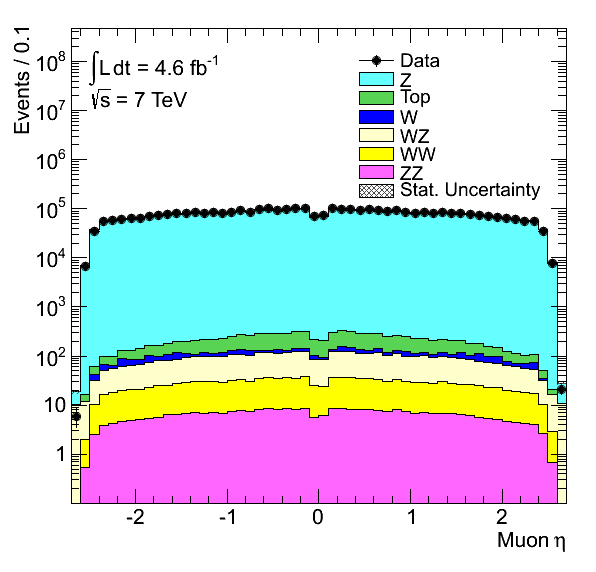 Events / 0.1
10⁸
10⁷
10⁶
10⁵
10⁴
10³
10²
10
1
∫L dt = 4.6 fb⁻¹
√s = 7 TeV
Data
Z
Top
W
WZ
WW
ZZ
Stat. Uncertainty
-2 -1 0 1 2
Muon η